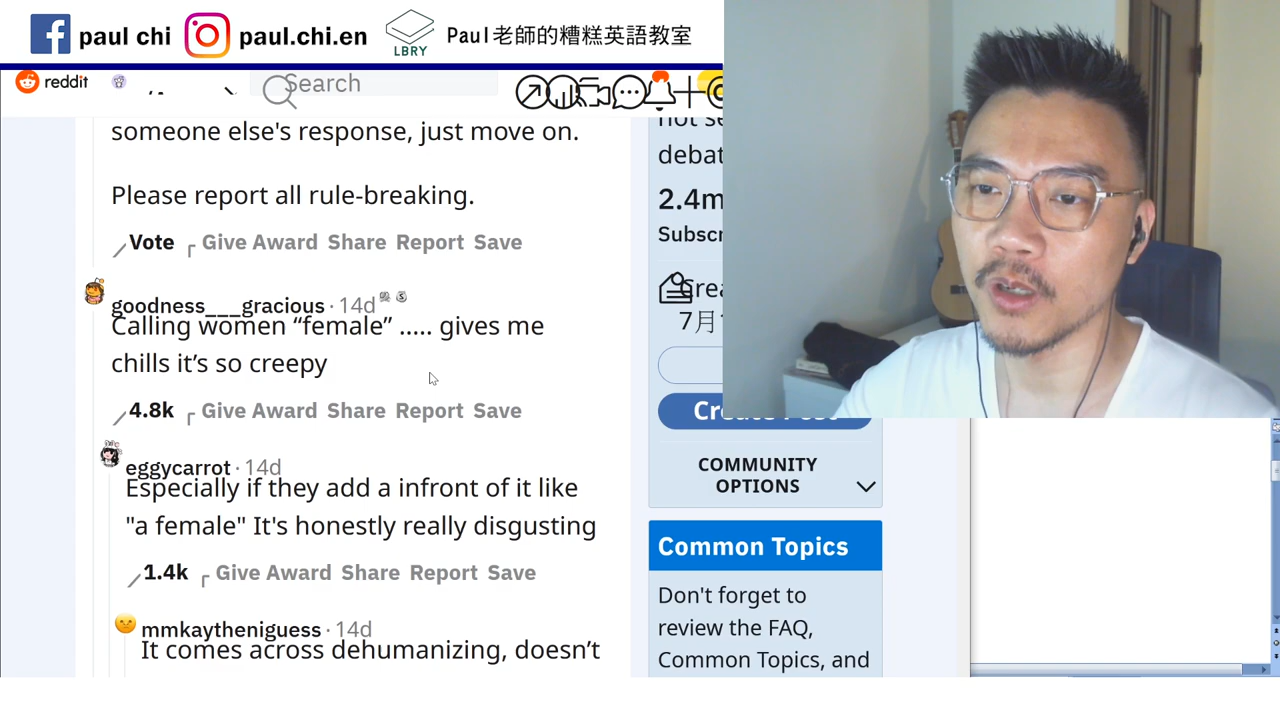 paul chi paul.chi.en LBRY Paul老師的糟糕英語教室
reddit Search
someone else's response, just move on.
Please report all rule-breaking.
Vote Give Award Share Report Save
goodness___gracious · 14d
Calling women “female” ..... gives me
chills it’s so creepy
4.8k Give Award Share Report Save
eggycarrot · 14d
Especially if they add a infront of it like
"a female" It's honestly really disgusting
1.4k Give Award Share Report Save
mmkaytheniguess · 14d
It comes across dehumanizing, doesn’t
not
debat
2.4m
Subscr
Crea
7月
COMMUNITY
OPTIONS
Common Topics
Don't forget to
review the FAQ,
Common Topics, and